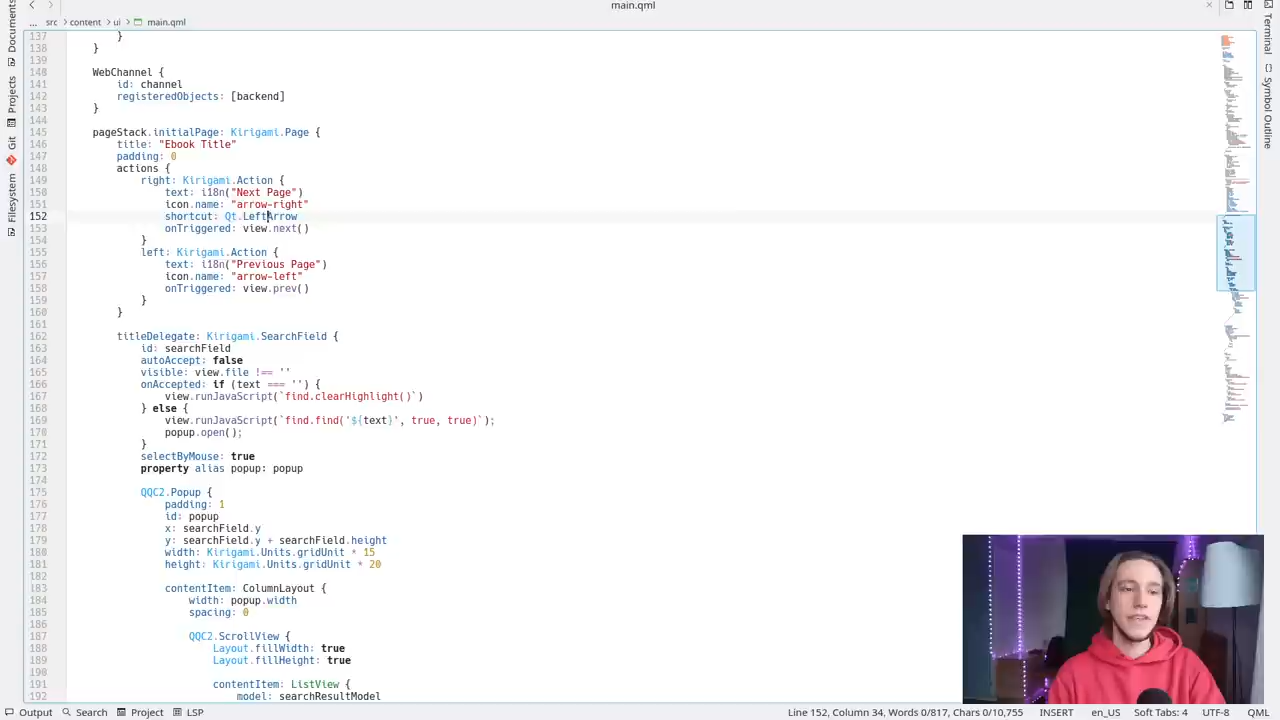 main.qml
Documents
Projects
Git
Filesystem
Terminal
Symbol Outline
... src content ui main.qml
137 }
138 }
139
140 WebChannel {
141 id: channel
142 registeredObjects: [backend]
143 }
144
145 pageStack.initialPage: Kirigami.Page {
146 title: "Ebook Title"
147 padding: 0
148 actions {
149 right: Kirigami.Action {
150 text: i18n("Next Page")
151 icon.name: "arrow-right"
152 shortcut: Qt.LeftArrow
153 onTriggered: view.next()
154 }
155 left: Kirigami.Action {
156 text: i18n("Previous Page")
157 icon.name: "arrow-left"
158 onTriggered: view.prev()
159 }
160 }
161
162 titleDelegate: Kirigami.SearchField {
163 id: searchField
164 autoAccept: false
165 visible: view.file !== ''
166 onAccepted: if (text === '') {
167 view.runJavaScript(`find.clearHighlight()`)
168 } else {
169 view.runJavaScript(`find.find('${text}', true, true)`);
170 popup.open();
171 }
172 selectByMouse: true
173 property alias popup: popup
174
175 QQC2.Popup {
176 padding: 1
177 id: popup
178 x: searchField.y
179 y: searchField.y + searchField.height
180 width: Kirigami.Units.gridUnit * 15
181 height: Kirigami.Units.gridUnit * 20
182
183 contentItem: ColumnLayout {
184 width: popup.width
185 spacing: 0
186
187 QQC2.ScrollView {
188 Layout.fillWidth: true
189 Layout.fillHeight: true
190
191 contentItem: ListView {
192 model: searchResultModel
Output Search Project LSP Line 152, Column 34, Words 0/817, Chars 0/10,755 INSERT en_US Soft Tabs: 4 UTF-8 QML